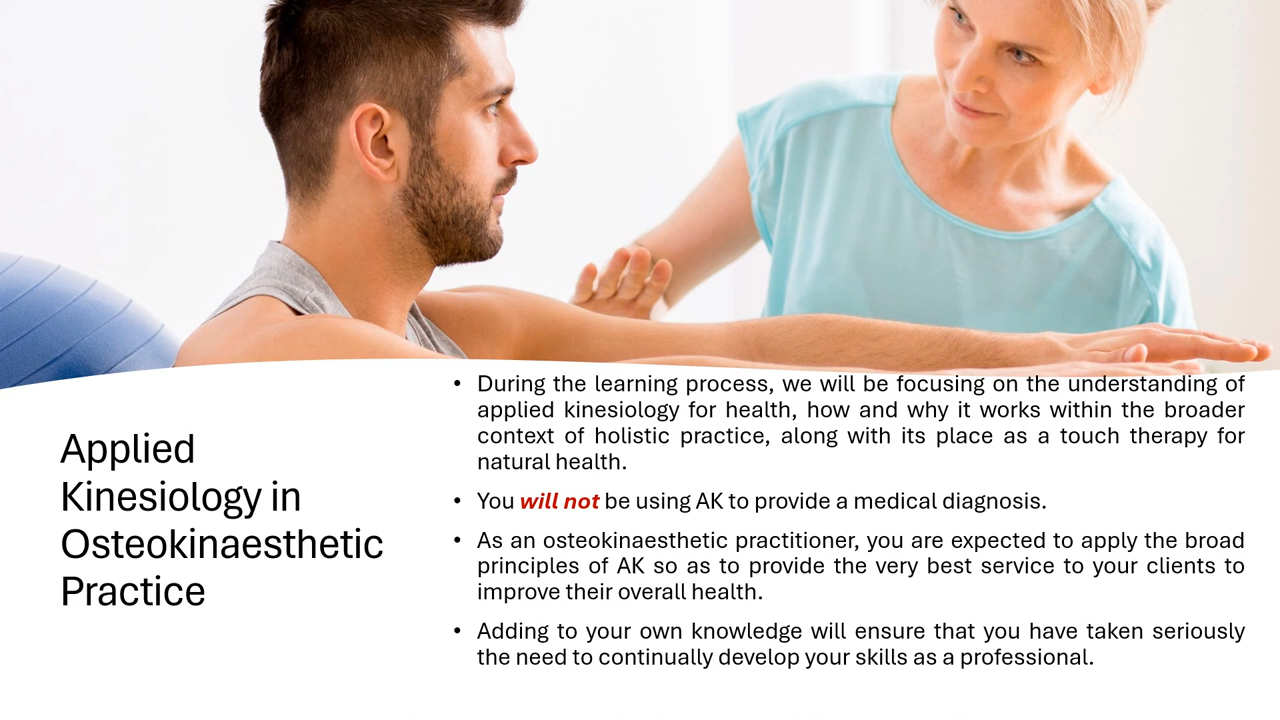 Applied
Kinesiology in
Osteokinaesthetic
Practice
• During the learning process, we will be focusing on the understanding of
applied kinesiology for health, how and why it works within the broader
context of holistic practice, along with its place as a touch therapy for
natural health.
• You will not be using AK to provide a medical diagnosis.
• As an osteokinaesthetic practitioner, you are expected to apply the broad
principles of AK so as to provide the very best service to your clients to
improve their overall health.
• Adding to your own knowledge will ensure that you have taken seriously
the need to continually develop your skills as a professional.